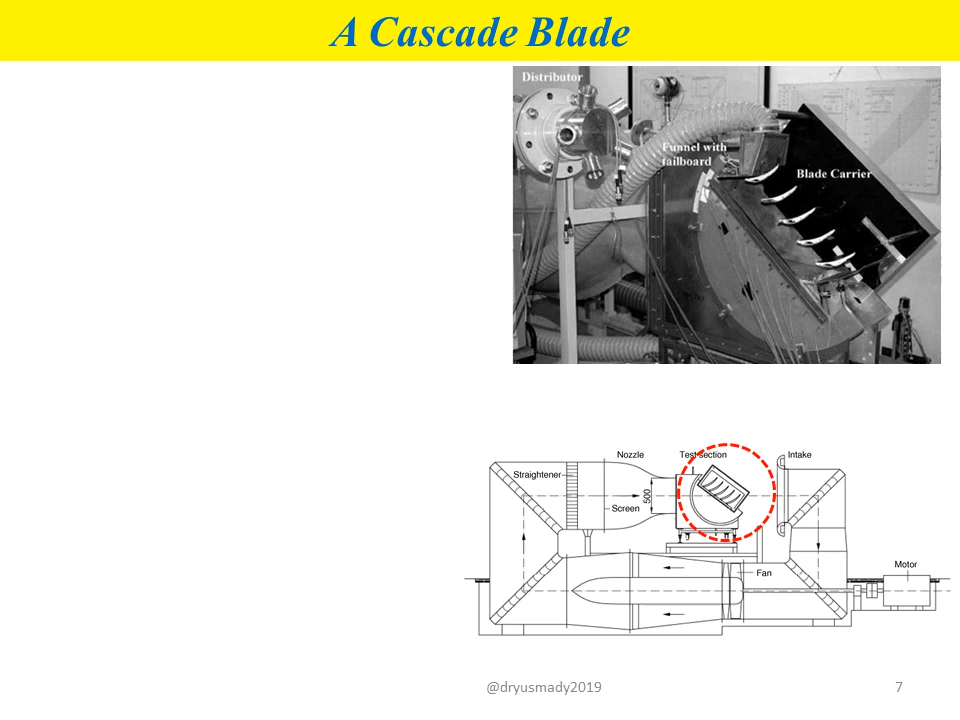 A Cascade Blade
Distributor
Funnel with
tailboard
Blade Carrier
Nozzle
Test section
Intake
Straightener
500
Screen
Fan
Motor
@dryusmady2019
7